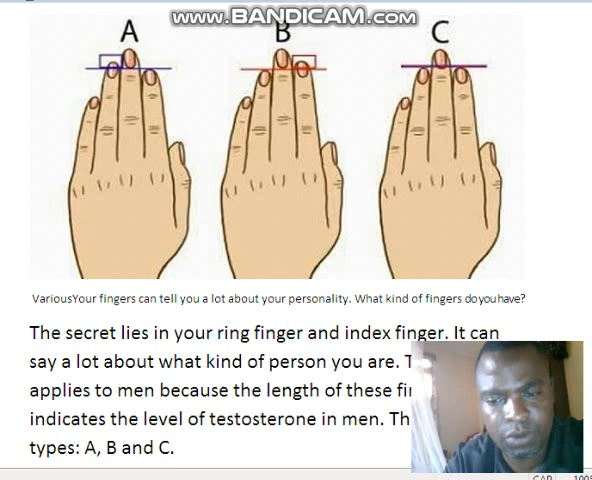 WWW.BANDICAM.COM
A B C
VariousYour fingers can tell you a lot about your personality. What kind of fingers doyouhave?
The secret lies in your ring finger and index finger. It can
say a lot about what kind of person you are.
applies to men because the length of these
indicates the level of testosterone in men.
types: A, B and C.